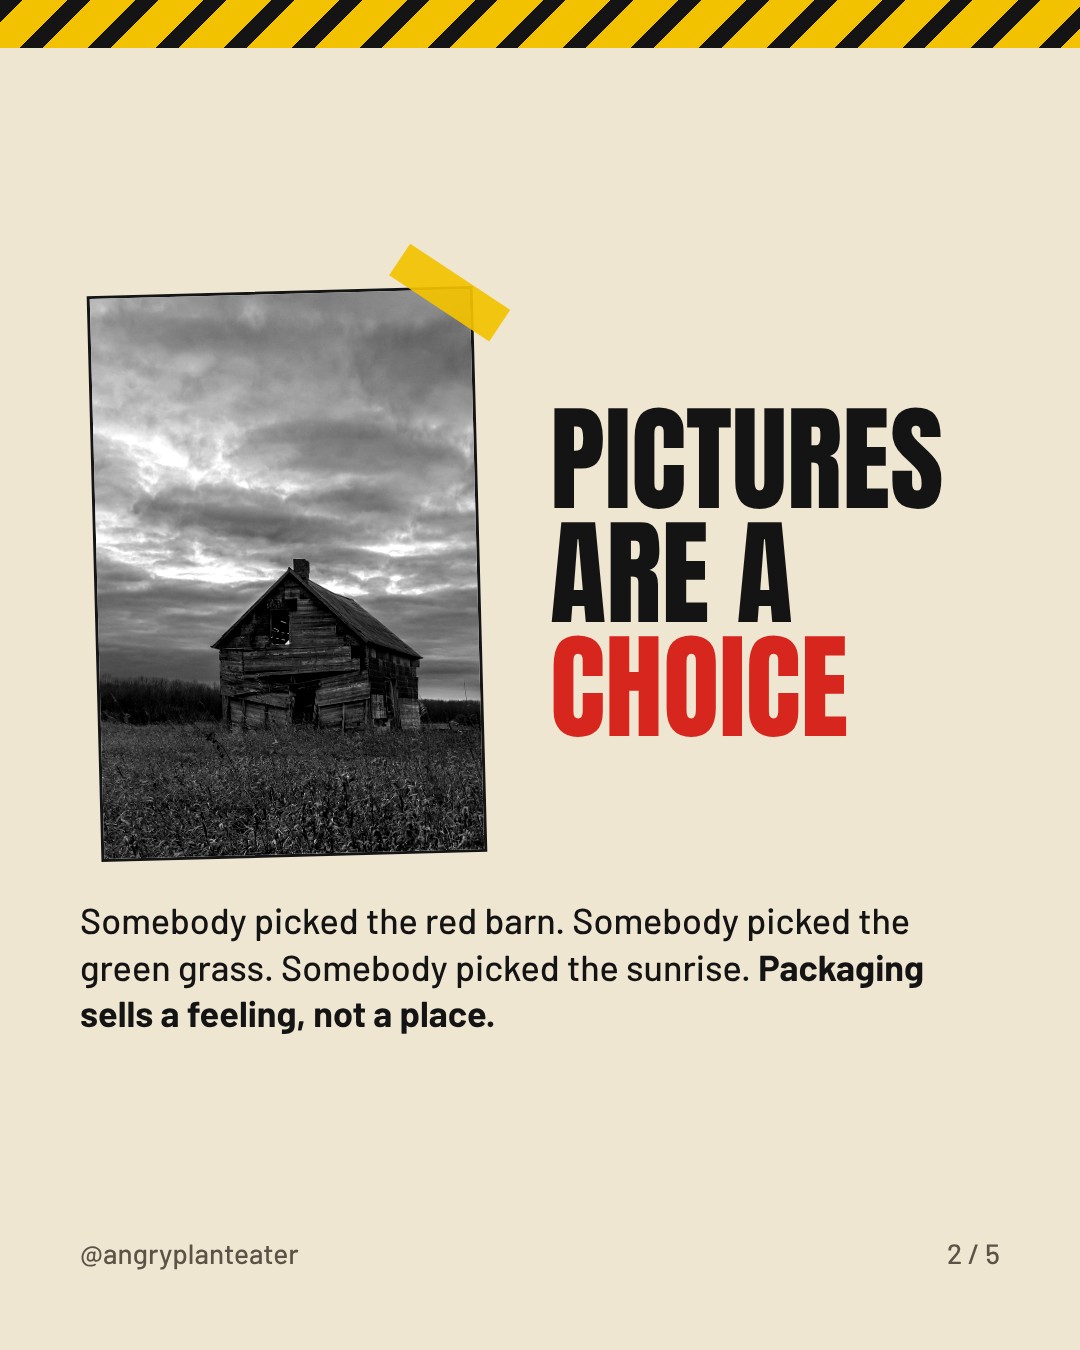 PICTURES
ARE A
CHOICE
Somebody picked the red barn. Somebody picked the
green grass. Somebody picked the sunrise. Packaging
sells a feeling, not a place.
@angryplanteater
2 / 5